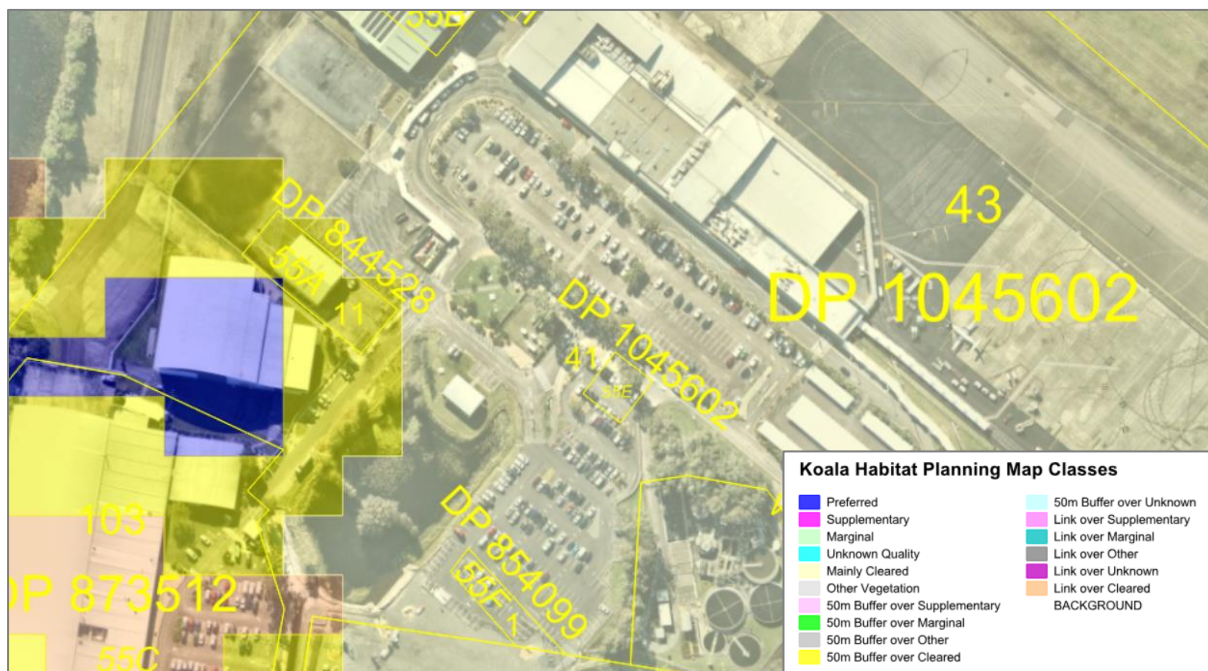 43
DP 1045602
DP 844528
55A
11
DP 1045602
41
55E
103
DP 873512
55C
DP 854099
55F
1
Koala Habitat Planning Map Classes
Preferred
Supplementary
Marginal
Unknown Quality
Mainly Cleared
Other Vegetation
50m Buffer over Supplementary
50m Buffer over Marginal
50m Buffer over Other
50m Buffer over Cleared
50m Buffer over Unknown
Link over Supplementary
Link over Marginal
Link over Other
Link over Unknown
Link over Cleared
BACKGROUND